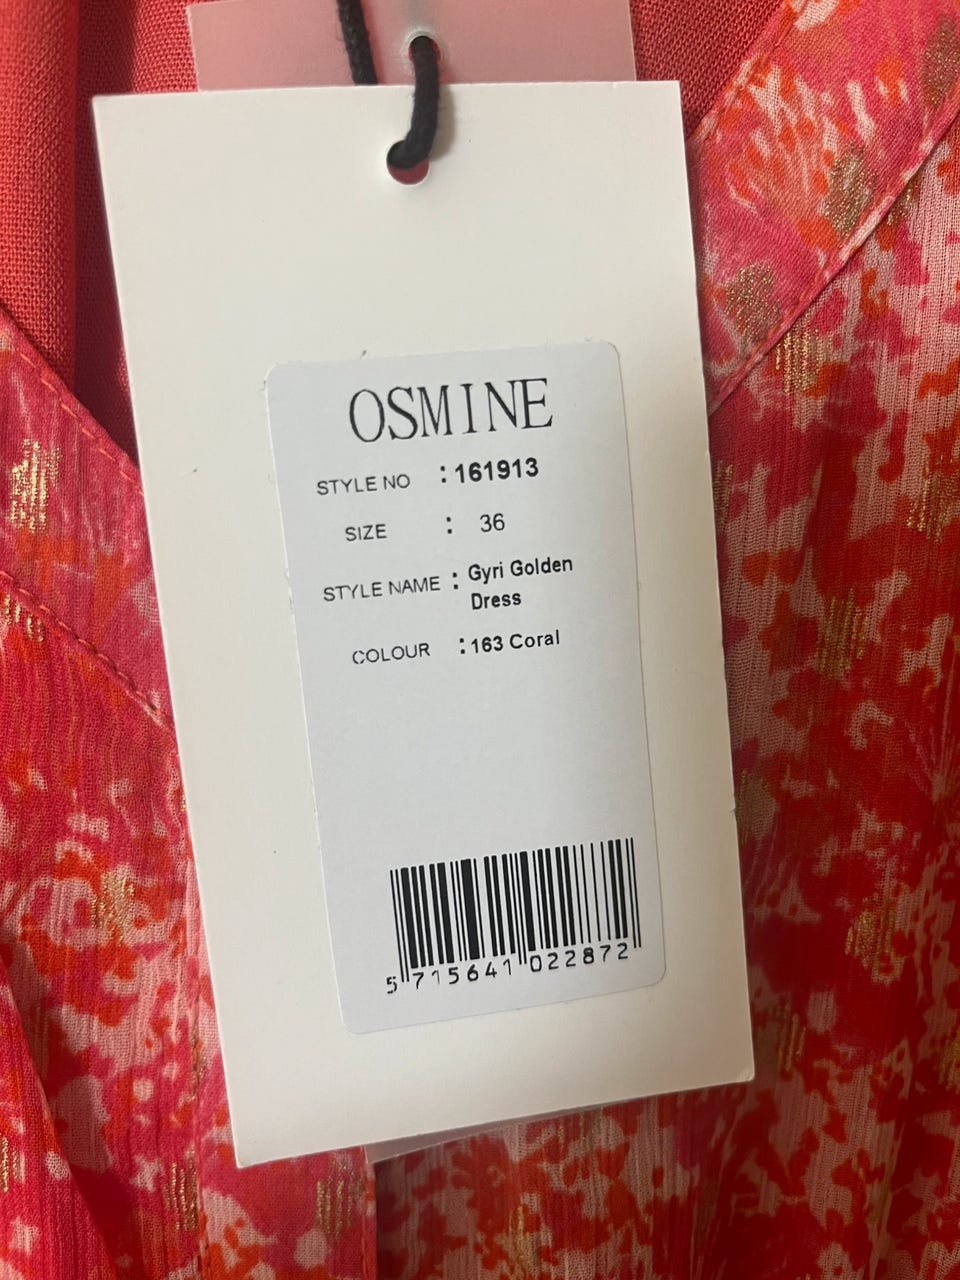 OSMINE
STYLE NO : 161913
SIZE : 36
STYLE NAME : Gyri Golden
Dress
COLOUR : 163 Coral
5 715641 022872